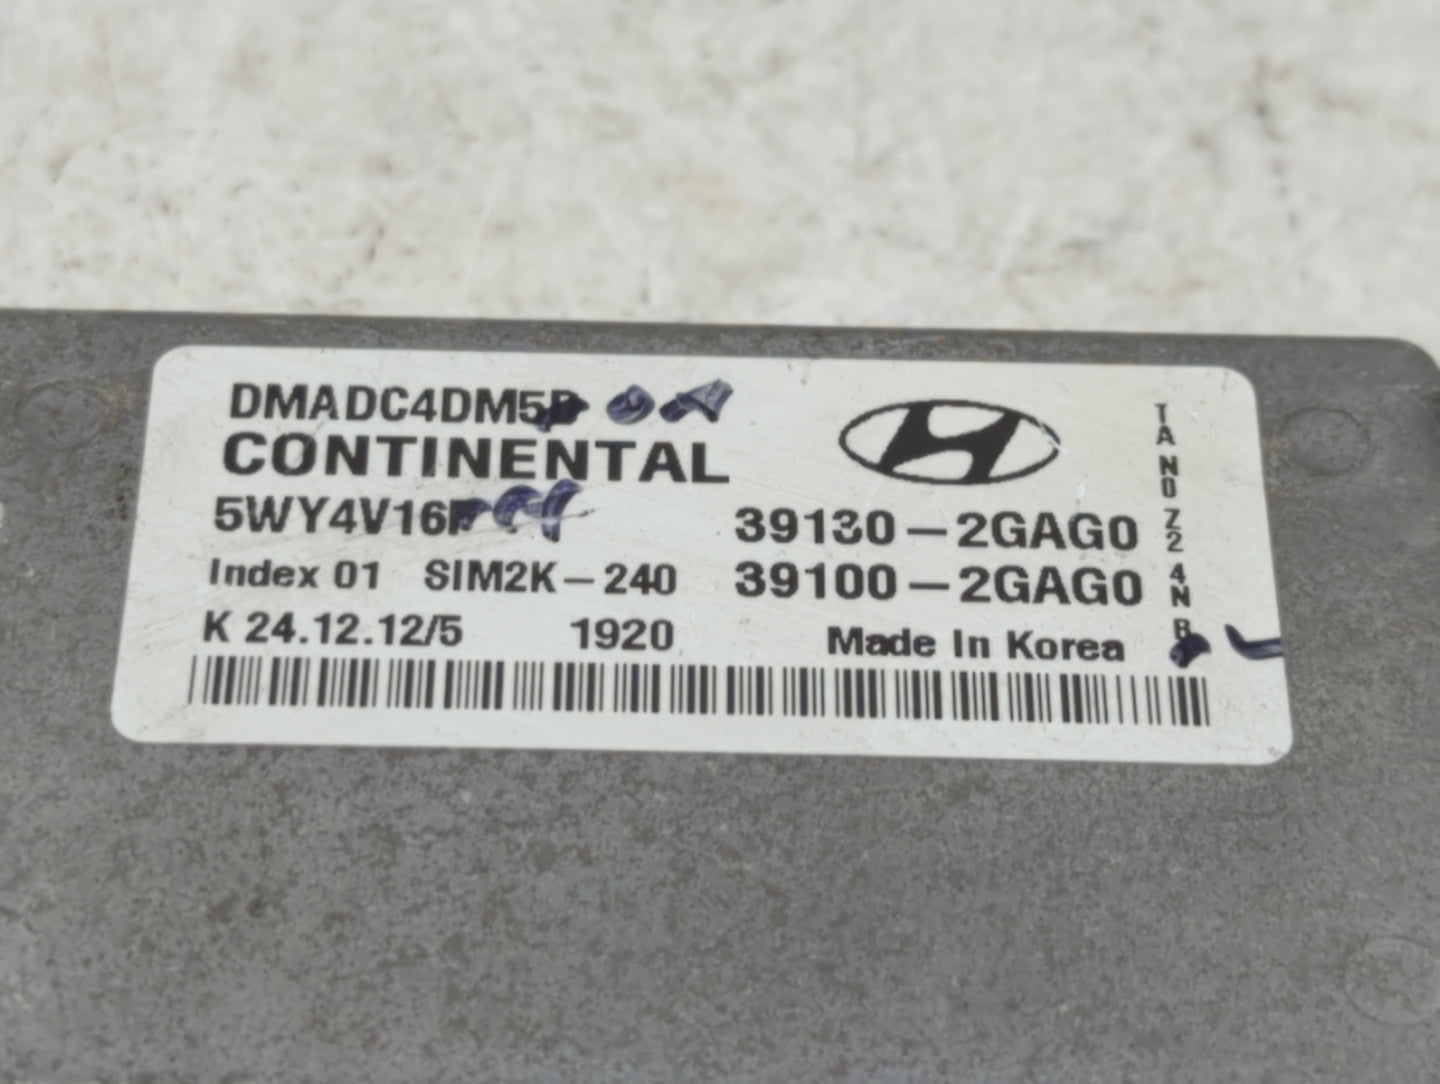 DMADC4DM5
CONTINENTAL
5WY4V16
39130-2GAG0
Index 01 SIM2K-240
39100-2GAG0
K 24.12.12/5 1920
Made In Korea
TANOZ24NB